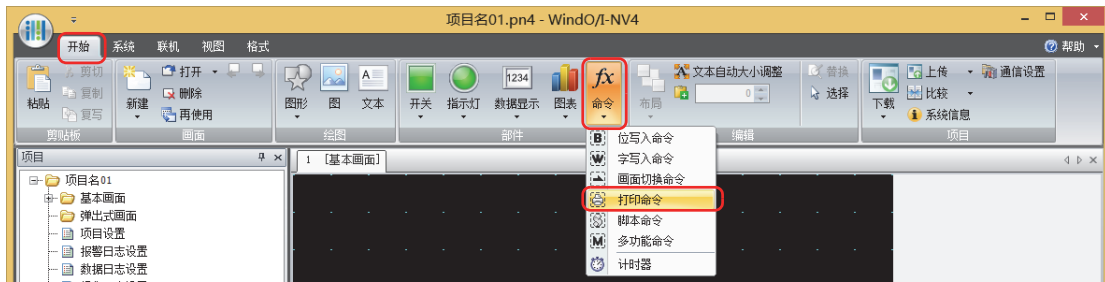 项目名01.pn4 - WindO/I-NV4
开始 系统 联机 视图 格式 帮助
剪切 打开 A 1234 fx 文本自动大小调整 替换 上传 通信设置
粘贴 复制 新建 删除 图形 图 文本 开关 指示灯 数据显示 图表 命令 布局 0 选择 下载 比较
复写 再使用 系统信息
剪贴板 画面 绘图 部件 编辑 项目
项目
1 [基本画面]
项目名01
基本画面
弹出式画面
项目设置
报警日志设置
数据日志设置
B 位写入命令
W 字写入命令
画面切换命令
打印命令
S 脚本命令
M 多功能命令
计时器